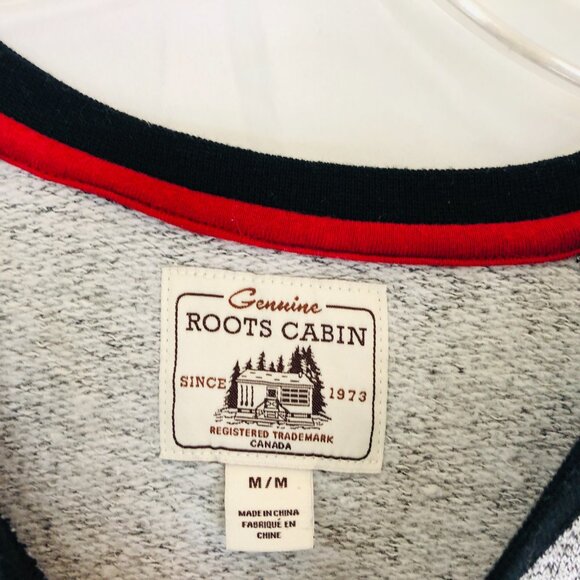 Genuine
ROOTS CABIN
SINCE 1973
REGISTERED TRADEMARK
CANADA
M/M
MADE IN CHINA
FABRIQUÉ EN
CHINE